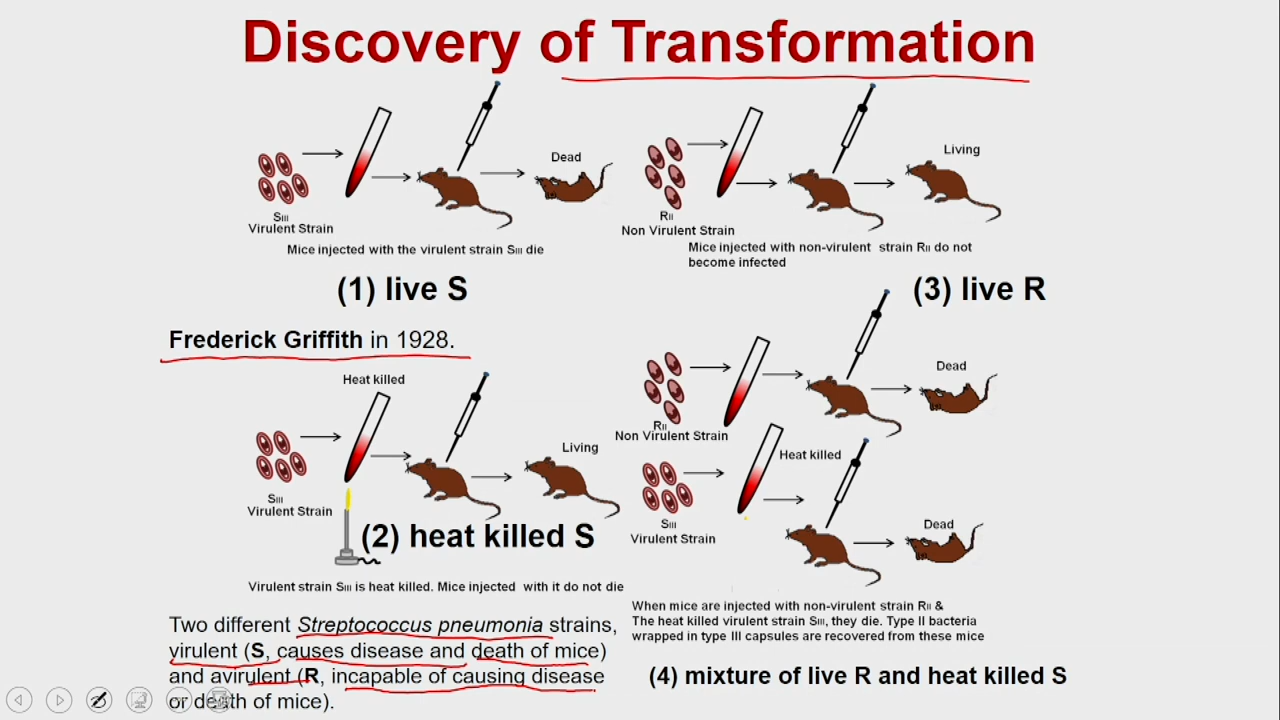 Discovery of Transformation
Dead
SIII
Virulent Strain
Mice injected with the virulent strain SIII die
(1) live S
Living
RII
Non Virulent Strain
Mice injected with non-virulent strain RII do not
become infected
(3) live R
Frederick Griffith in 1928.
Heat killed
Living
SIII
Virulent Strain
(2) heat killed S
Virulent strain SIII is heat killed. Mice injected with it do not die
Dead
RII
Non Virulent Strain
Heat killed
SIII
Virulent Strain
Dead
When mice are injected with non-virulent strain RII &
The heat killed virulent strain SIII, they die. Type II bacteria
wrapped in type III capsules are recovered from these mice
(4) mixture of live R and heat killed S
Two different Streptococcus pneumonia strains,
virulent (S, causes disease and death of mice)
and avirulent (R, incapable of causing disease
or death of mice).